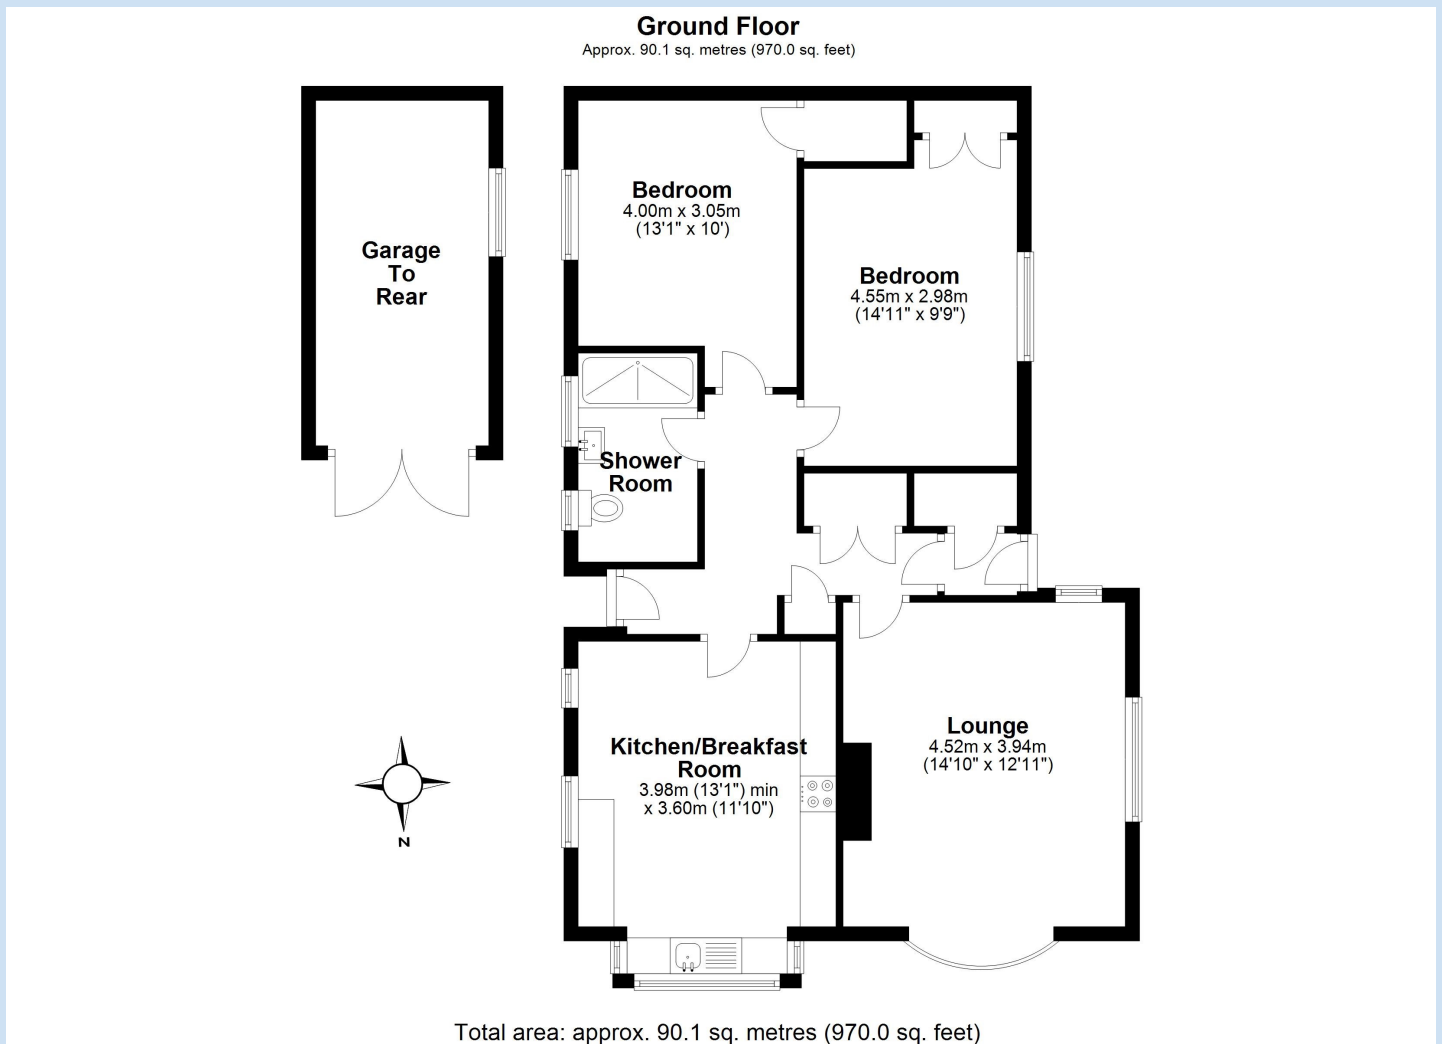 Ground Floor
Approx. 90.1 sq. metres (970.0 sq. feet)
Garage
To
Rear
Bedroom
4.00m x 3.05m
(13'1" x 10')
Bedroom
4.55m x 2.98m
(14'11" x 9'9")
Shower
Room
Kitchen/Breakfast
Room
3.98m (13'1") min
x 3.60m (11'10")
Lounge
4.52m x 3.94m
(14'10" x 12'11")
N
Total area: approx. 90.1 sq. metres (970.0 sq. feet)